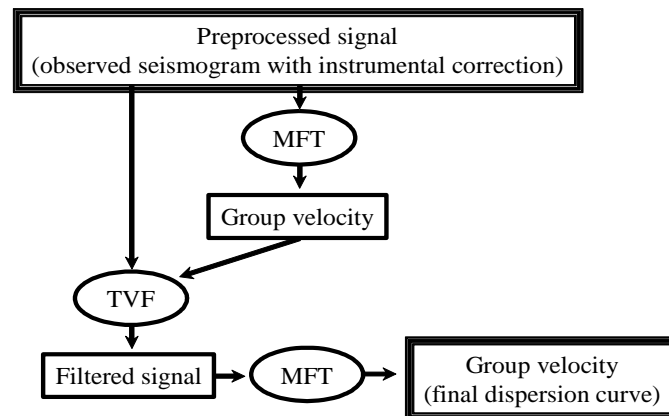 Preprocessed signal
(observed seismogram with instrumental correction)
MFT
Group velocity
TVF
Filtered signal
MFT
Group velocity
(final dispersion curve)